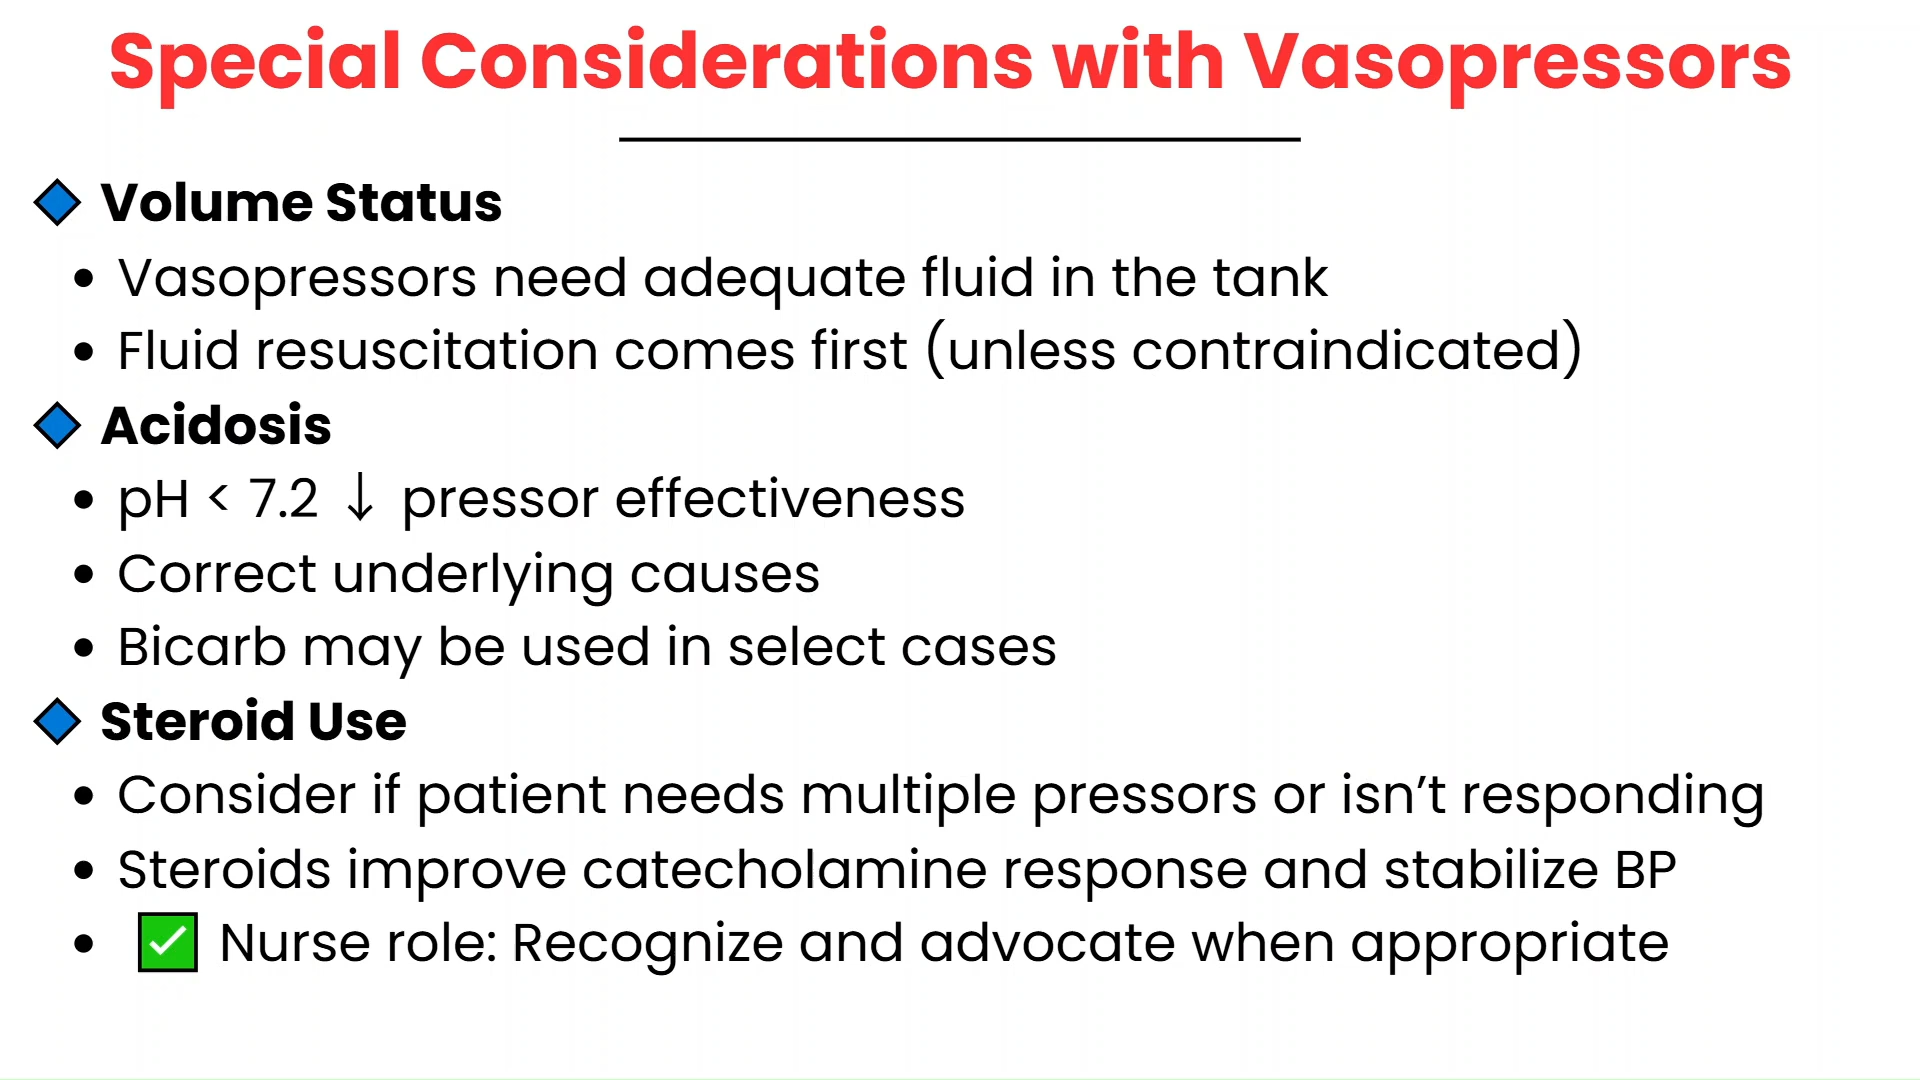 Special Considerations with Vasopressors
🔷 Volume Status
• Vasopressors need adequate fluid in the tank
• Fluid resuscitation comes first (unless contraindicated)
🔷 Acidosis
• pH < 7.2 ↓ pressor effectiveness
• Correct underlying causes
• Bicarb may be used in select cases
🔷 Steroid Use
• Consider if patient needs multiple pressors or isn’t responding
• Steroids improve catecholamine response and stabilize BP
• ✅ Nurse role: Recognize and advocate when appropriate